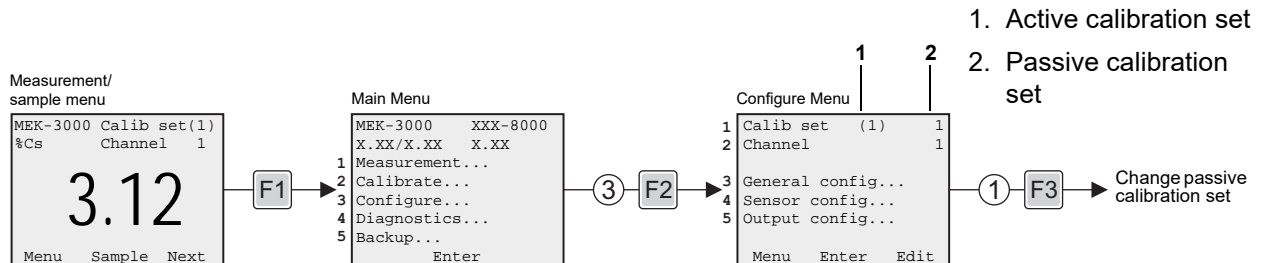 1. Active calibration set
2. Passive calibration
set
1 2
Measurement/
sample menu
MEK-3000 Calib set(1)
%Cs Channel 1
3.12
Menu Sample Next
F1
Main Menu
MEK-3000 XXX-8000
X.XX/X.XX X.XX
1 Measurement...
2 Calibrate...
3 Configure...
4 Diagnostics...
5 Backup...
Enter
3 F2
Configure Menu
1 Calib set (1) 1
2 Channel 1
3 General config...
4 Sensor config...
5 Output config...
Menu Enter Edit
1 F3
Change passive
calibration set